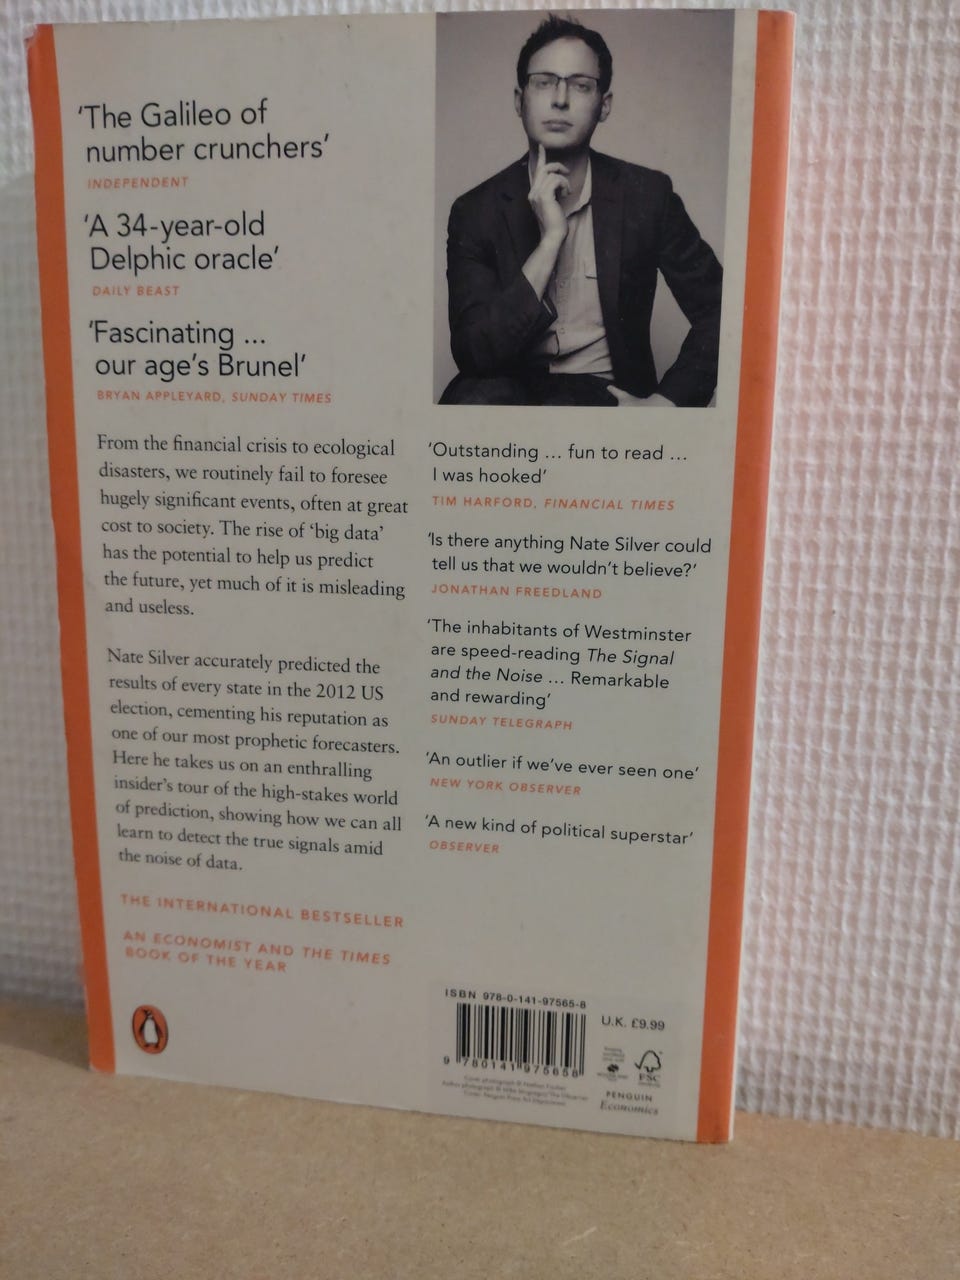 ‘The Galileo of
number crunchers’
INDEPENDENT
‘A 34-year-old
Delphic oracle’
DAILY BEAST
‘Fascinating ...
our age’s Brunel’
BRYAN APPLEYARD, SUNDAY TIMES
From the financial crisis to ecological
disasters, we routinely fail to foresee
hugely significant events, often at great
cost to society. The rise of ‘big data’
has the potential to help us predict
the future, yet much of it is misleading
and useless.
Nate Silver accurately predicted the
results of every state in the 2012 US
election, cementing his reputation as
one of our most prophetic forecasters.
Here he takes us on an enthralling
insider’s tour of the high-stakes world
of prediction, showing how we can all
learn to detect the true signals amid
the noise of data.
THE INTERNATIONAL BESTSELLER
AN ECONOMIST AND THE TIMES
BOOK OF THE YEAR
‘Outstanding ... fun to read ...
I was hooked’
TIM HARFORD, FINANCIAL TIMES
‘Is there anything Nate Silver could
tell us that we wouldn’t believe?’
JONATHAN FREEDLAND
‘The inhabitants of Westminster
are speed-reading The Signal
and the Noise ... Remarkable
and rewarding’
SUNDAY TELEGRAPH
‘An outlier if we’ve ever seen one’
NEW YORK OBSERVER
‘A new kind of political superstar’
OBSERVER
ISBN 978-0-141-97565-8
9 780141 975658
U.K. £9.99
FSC
PENGUIN
Economics